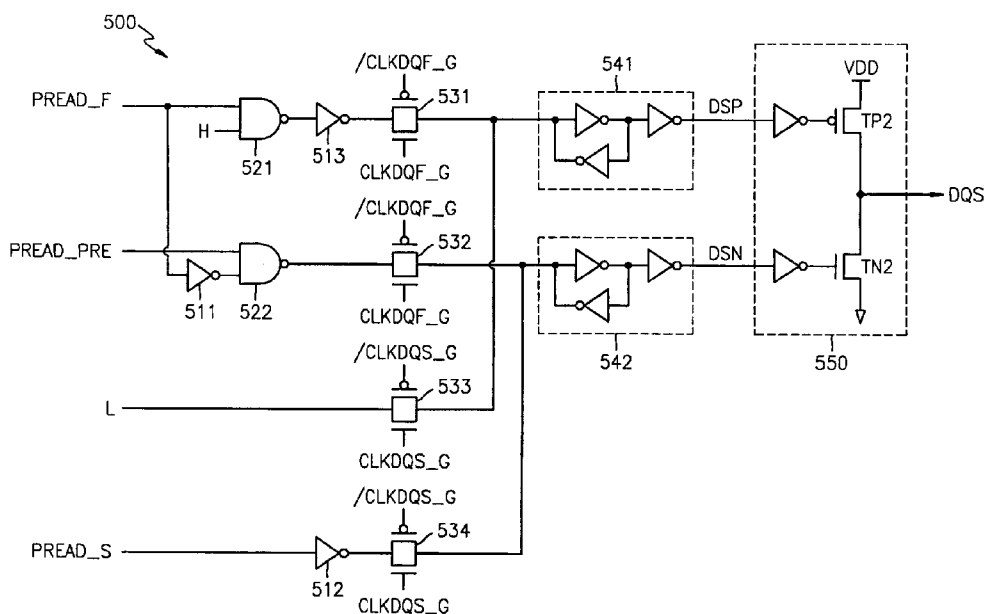 500
/CLKDQF_G
541
VDD
PREAD_F
531
DSP
TP2
H
521
513
CLKDQF_G
/CLKDQF_G
DQS
PREAD_PRE
532
542
DSN
TN2
511
522
CLKDQF_G
550
/CLKDQS_G
533
L
CLKDQS_G
/CLKDQS_G
534
PREAD_S
512
CLKDQS_G